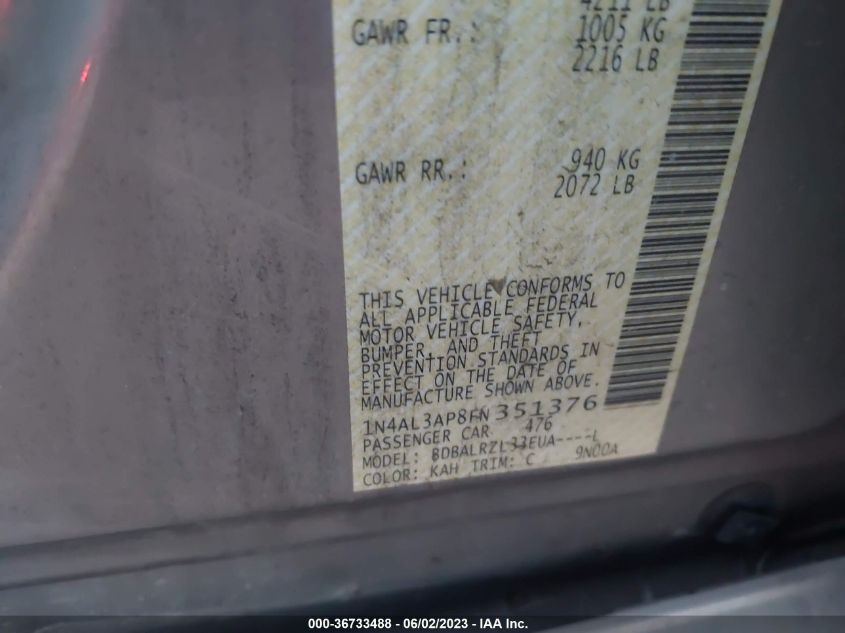 4211 LB
GAWR FR.: 1005 KG
2216 LB
GAWR RR.: 940 KG
2072 LB
THIS VEHICLE CONFORMS TO
ALL APPLICABLE FEDERAL
MOTOR VEHICLE SAFETY,
BUMPER, AND THEFT
PREVENTION STANDARDS IN
EFFECT ON THE DATE OF
MANUFACTURE SHOWN ABOVE.
1N4AL3AP8FN351376
PASSENGER CAR 476
MODEL: BDBALRZL33EUA----L
COLOR: KAH TRIM: C 9N00A
000-36733488 - 06/02/2023 - IAA Inc.